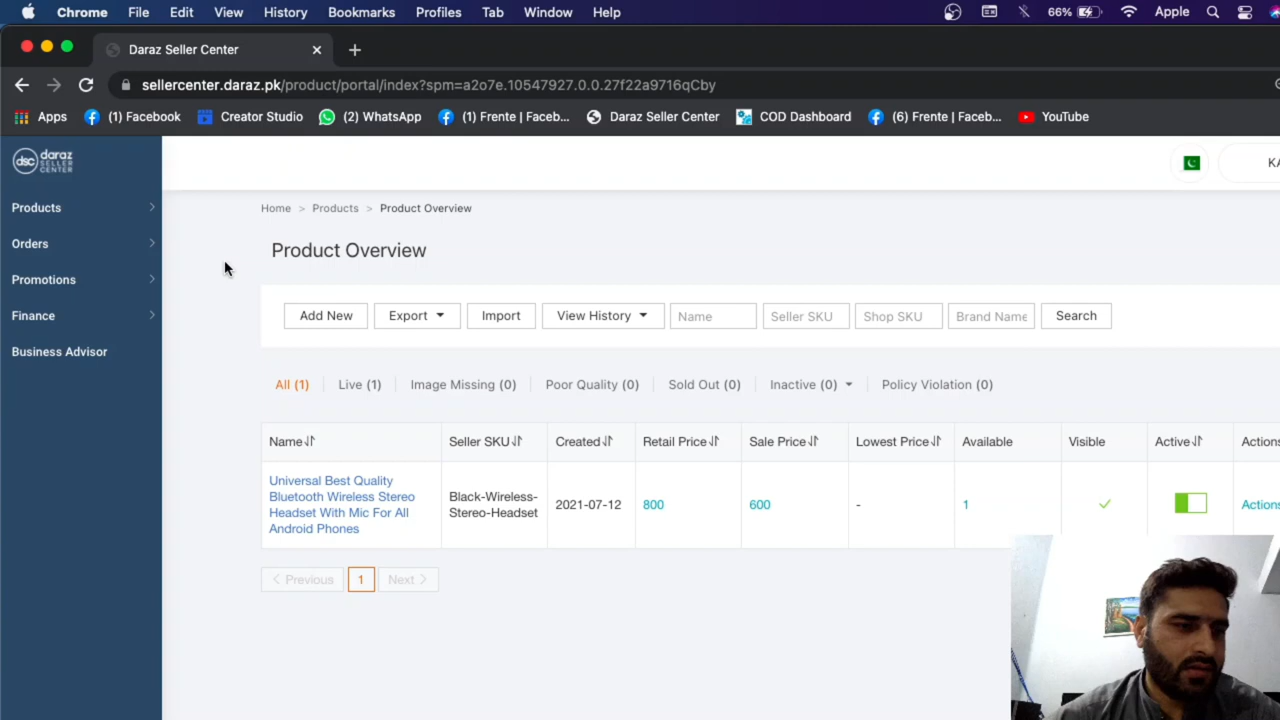 Chrome File Edit View History Bookmarks Profiles Tab Window Help 66% Apple
Daraz Seller Center
sellercenter.daraz.pk/product/portal/index?spm=a2o7e.10547927.0.0.27f22a9716qCby
Apps (1) Facebook Creator Studio (2) WhatsApp (1) Frente | Faceb... Daraz Seller Center COD Dashboard (6) Frente | Faceb... YouTube
dsc daraz
SELLER
CENTER
KA
Products
Orders
Promotions
Finance
Business Advisor
Home > Products > Product Overview
Product Overview
Add New Export Import View History Name Seller SKU Shop SKU Brand Name Search
All (1) Live (1) Image Missing (0) Poor Quality (0) Sold Out (0) Inactive (0) Policy Violation (0)
Name Seller SKU Created Retail Price Sale Price Lowest Price Available Visible Active Actions
Universal Best Quality
Bluetooth Wireless Stereo
Headset With Mic For All
Android Phones
Black-Wireless-
Stereo-Headset
2021-07-12 800 600 - 1 Actions
< Previous 1 Next >